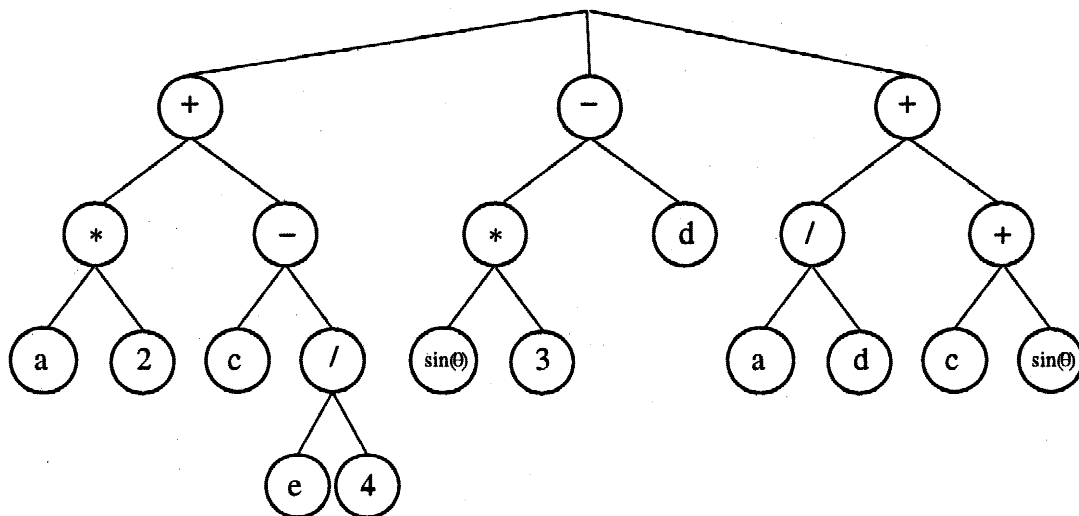 + - +
* - * d / +
a 2 c / sin(θ) 3 a d c sin(θ)
e 4